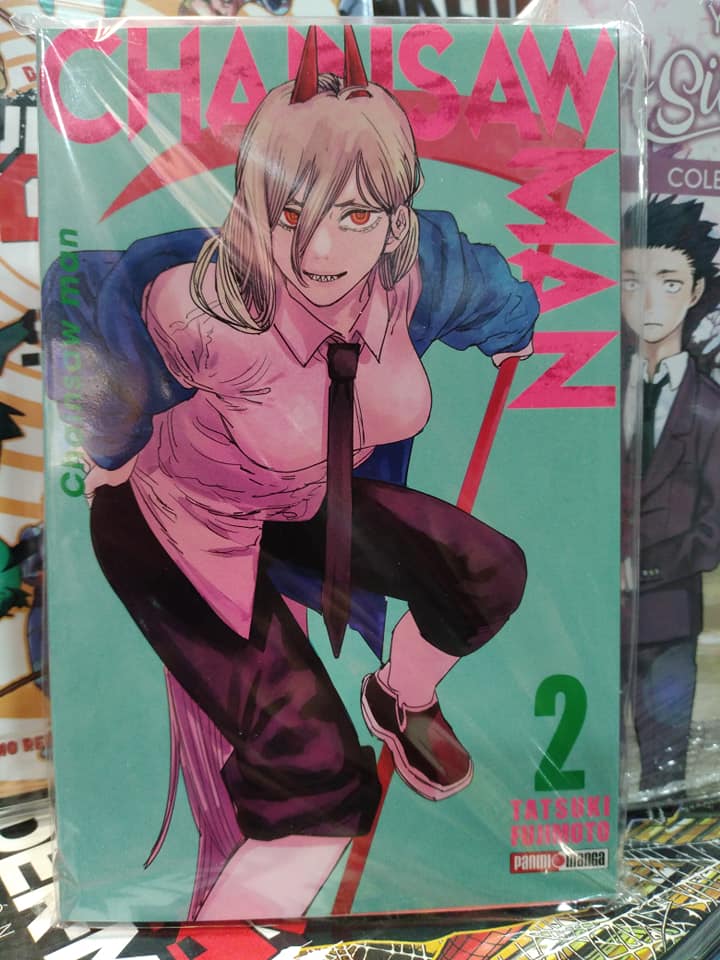 CHAINSAW
MAN
chainsaw man
2
TATSUKI
FUJIMOTO
PANINI manga
COLE